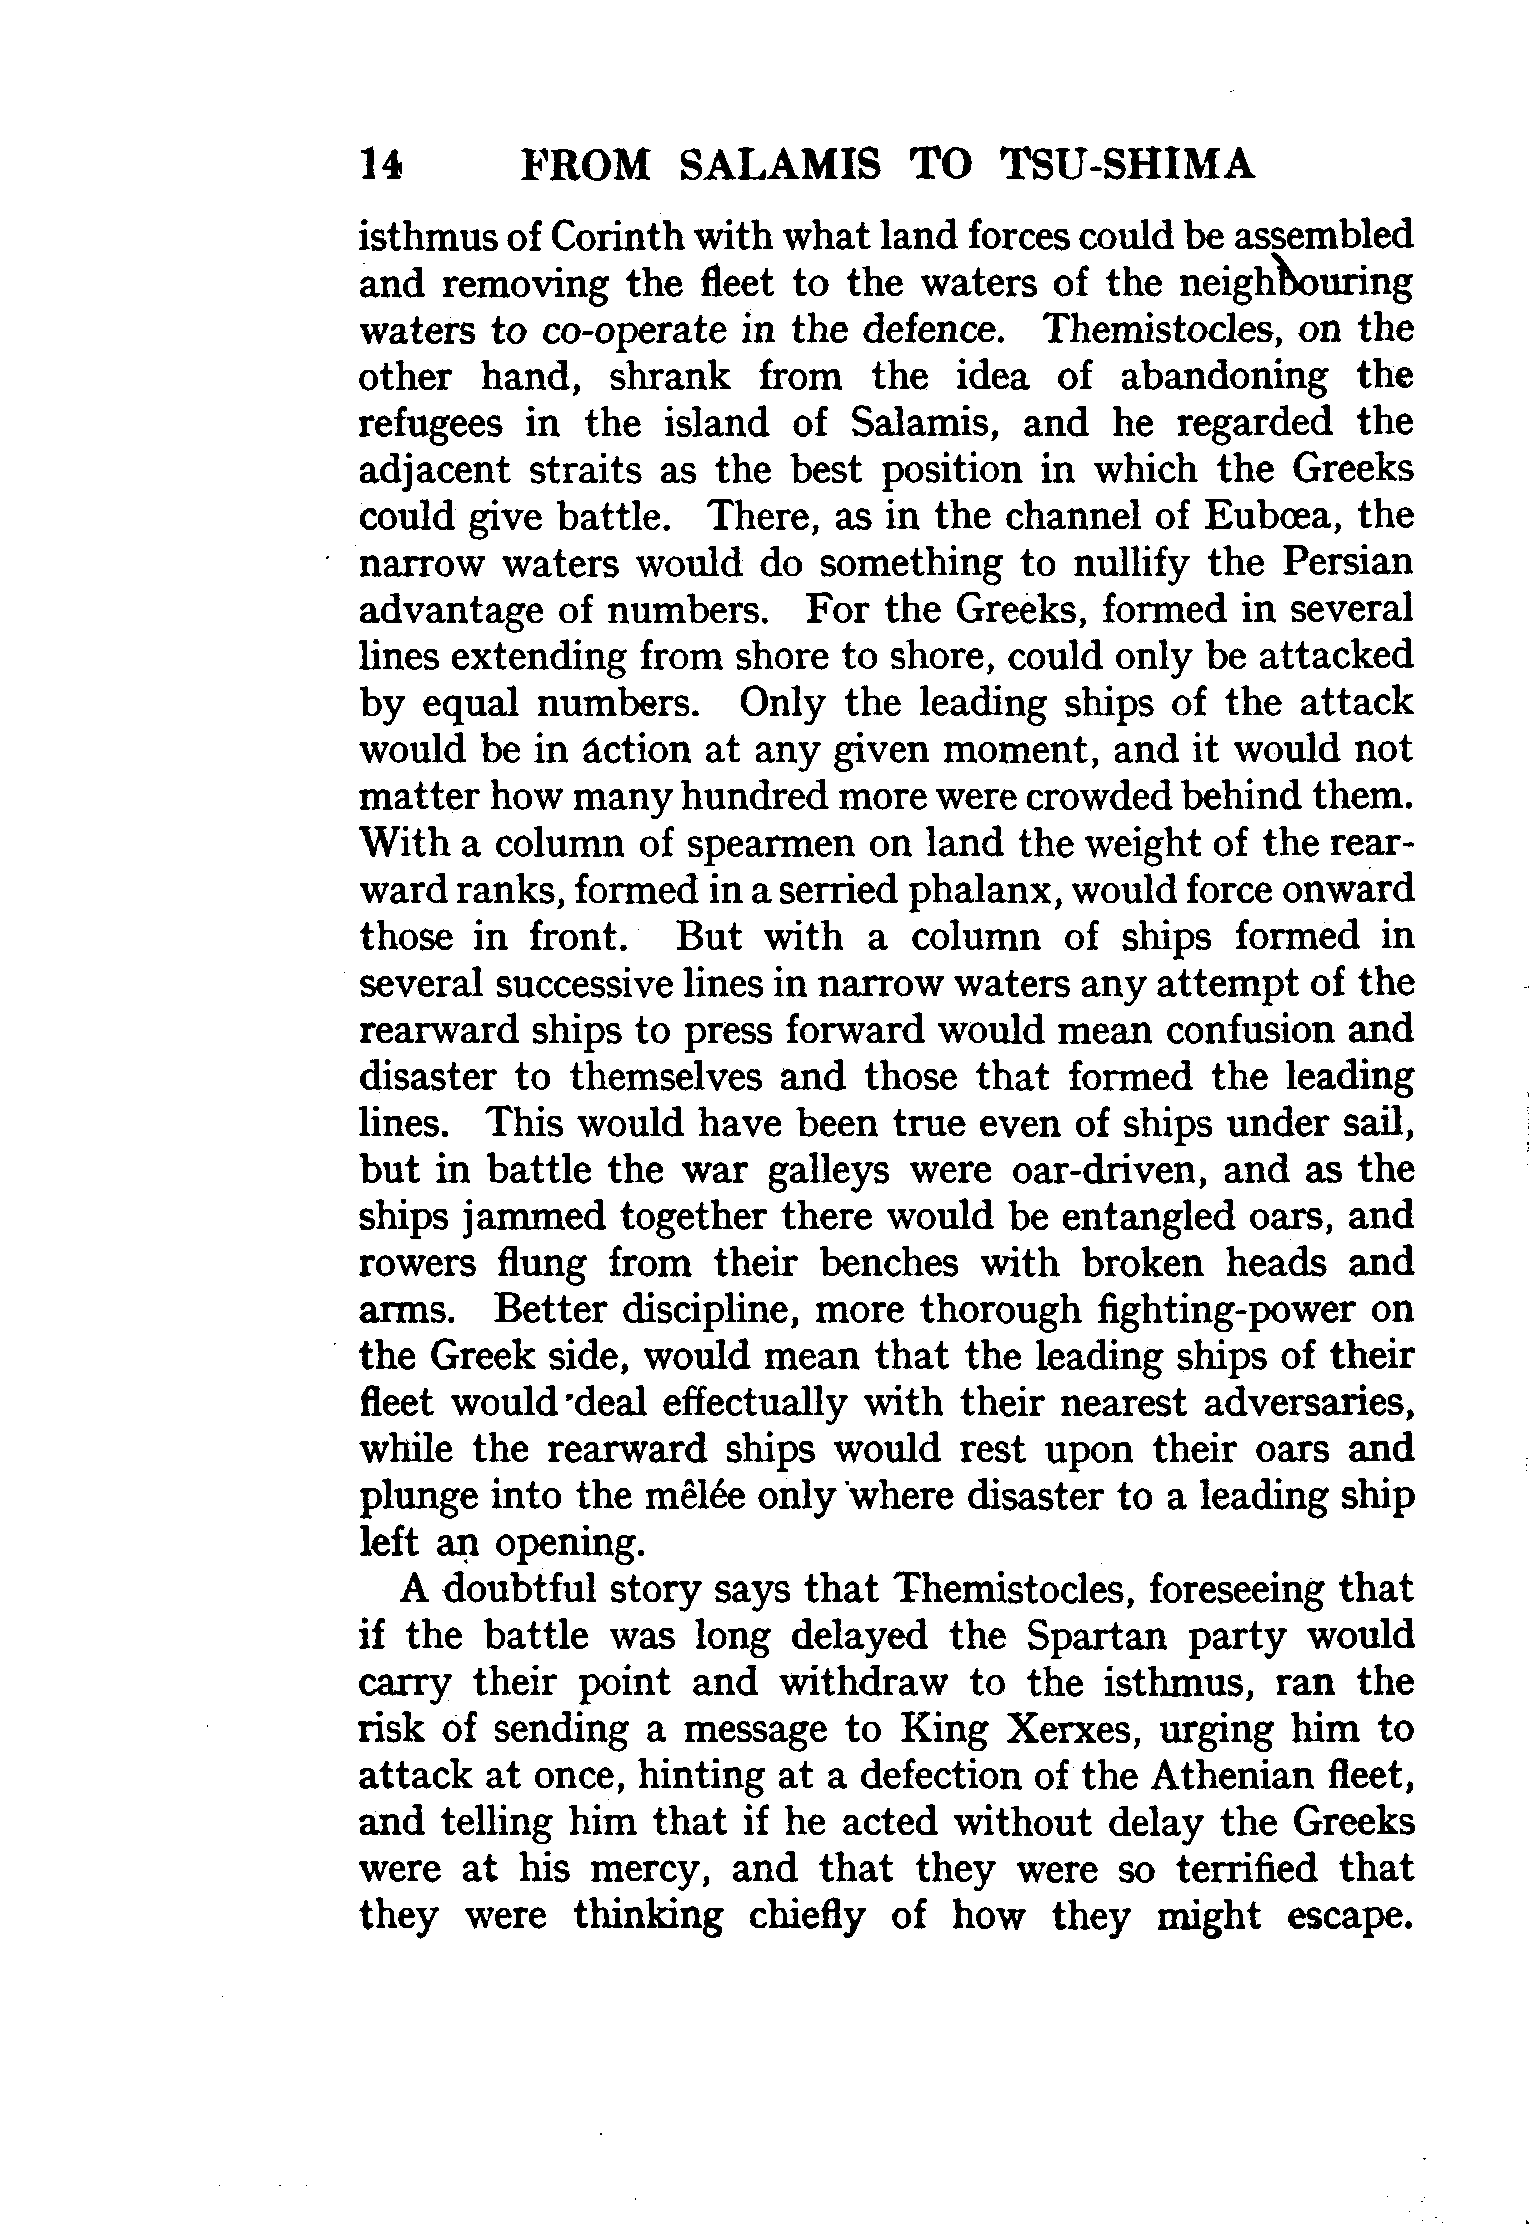 14 FROM SALAMIS TO TSU-SHIMA
isthmus of Corinth with what land forces could be assembled
and removing the fleet to the waters of the neighbouring
waters to co-operate in the defence. Themistocles, on the
other hand, shrank from the idea of abandoning the
refugees in the island of Salamis, and he regarded the
adjacent straits as the best position in which the Greeks
could give battle. There, as in the channel of Eubœa, the
narrow waters would do something to nullify the Persian
advantage of numbers. For the Greeks, formed in several
lines extending from shore to shore, could only be attacked
by equal numbers. Only the leading ships of the attack
would be in action at any given moment, and it would not
matter how many hundred more were crowded behind them.
With a column of spearmen on land the weight of the rear-
ward ranks, formed in a serried phalanx, would force onward
those in front. But with a column of ships formed in
several successive lines in narrow waters any attempt of the
rearward ships to press forward would mean confusion and
disaster to themselves and those that formed the leading
lines. This would have been true even of ships under sail,
but in battle the war galleys were oar-driven, and as the
ships jammed together there would be entangled oars, and
rowers flung from their benches with broken heads and
arms. Better discipline, more thorough fighting-power on
the Greek side, would mean that the leading ships of their
fleet would deal effectually with their nearest adversaries,
while the rearward ships would rest upon their oars and
plunge into the mêlée only where disaster to a leading ship
left an opening.
A doubtful story says that Themistocles, foreseeing that
if the battle was long delayed the Spartan party would
carry their point and withdraw to the isthmus, ran the
risk of sending a message to King Xerxes, urging him to
attack at once, hinting at a defection of the Athenian fleet,
and telling him that if he acted without delay the Greeks
were at his mercy, and that they were so terrified that
they were thinking chiefly of how they might escape.